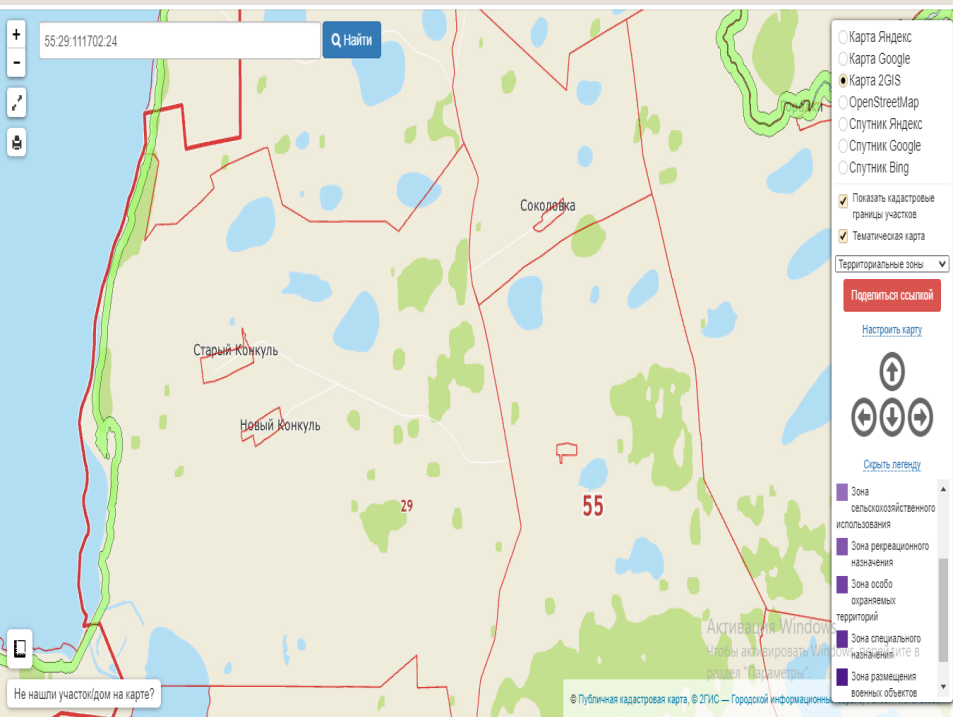 +
-
55:29:111702:24
Найти
Карта Яндекс
Карта Google
Карта 2GIS
OpenStreetMap
Спутник Яндекс
Спутник Google
Спутник Bing
Показать кадастровые
границы участков
Тематическая карта
Территориальные зоны
Поделиться ссылкой
Настроить карту
Скрыть легенду
Зона
сельскохозяйственного
использования
Зона рекреационного
назначения
Зона особо
охраняемых
территорий
Зона специального
назначения
Зона размещения
военных объектов
Соколовка
Старый Конкуль
Новый Конкуль
29
55
Активация Windows
Чтобы активировать Windows, перейдите в
раздел "Параметры".
Не нашли участок/дом на карте?
© Публичная кадастровая карта, © 2ГИС — Городской